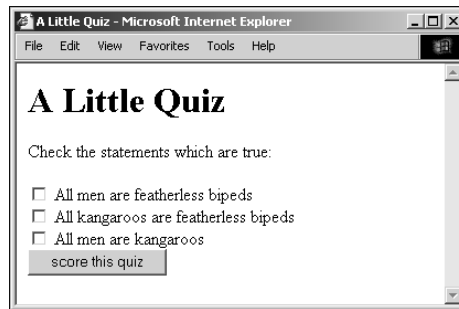 A Little Quiz - Microsoft Internet Explorer
File Edit View Favorites Tools Help
A Little Quiz
Check the statements which are true:
All men are featherless bipeds
All kangaroos are featherless bipeds
All men are kangaroos
score this quiz